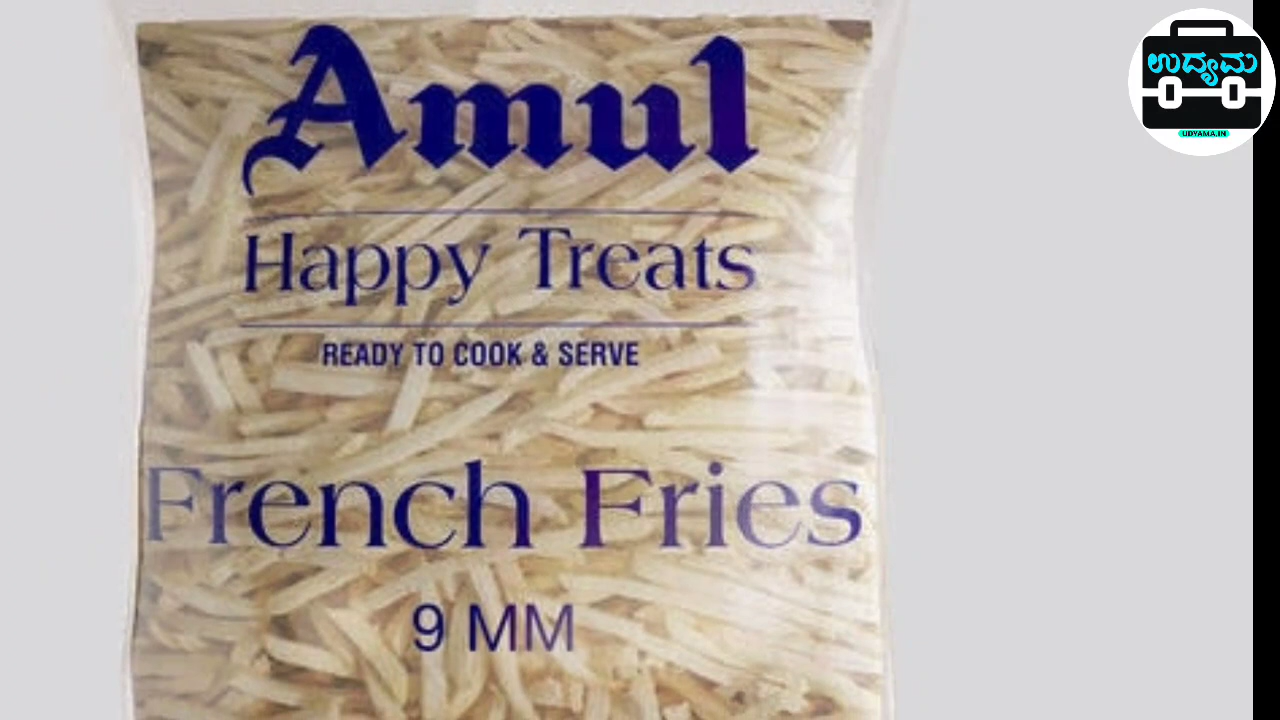 Amul
Happy Treats
READY TO COOK & SERVE
French Fries
9 MM
ಉದ್ಯಮ
UDYAMA.IN